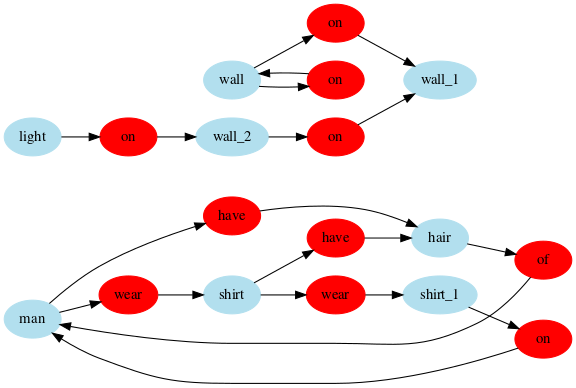 on
wall on wall_1
light on wall_2 on
have
have hair
of
wear shirt wear shirt_1
man
on